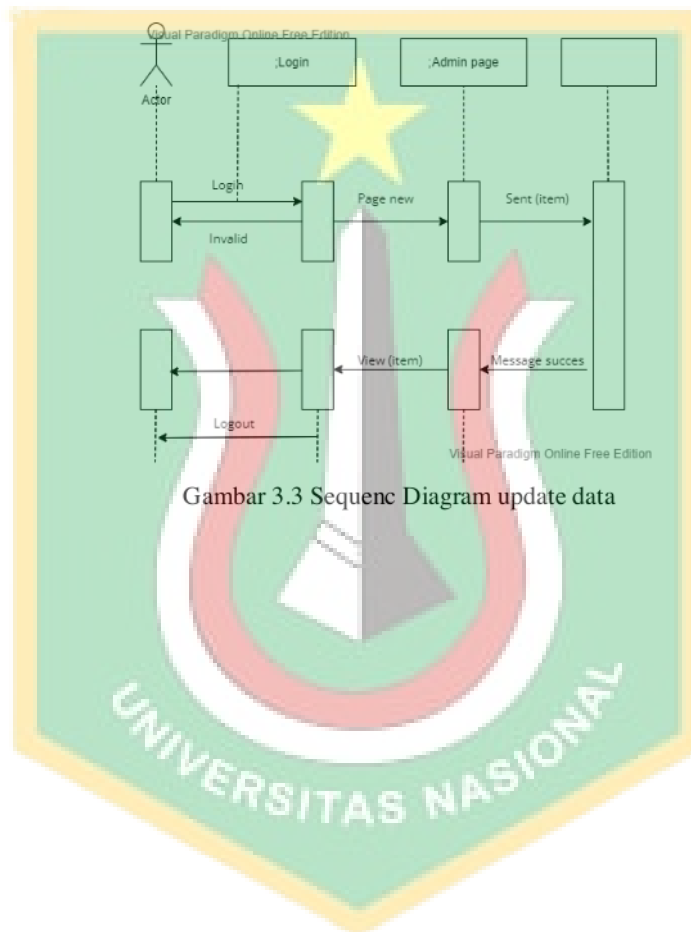 Visual Paradigm Online Free Edition
;Login
;Admin page
Actor
Login
Page new
Sent (item)
Invalid
View (item)
Message succes
Logout
Visual Paradigm Online Free Edition
Gambar 3.3 Sequenc Diagram update data
UNIVERSITAS NASIONAL